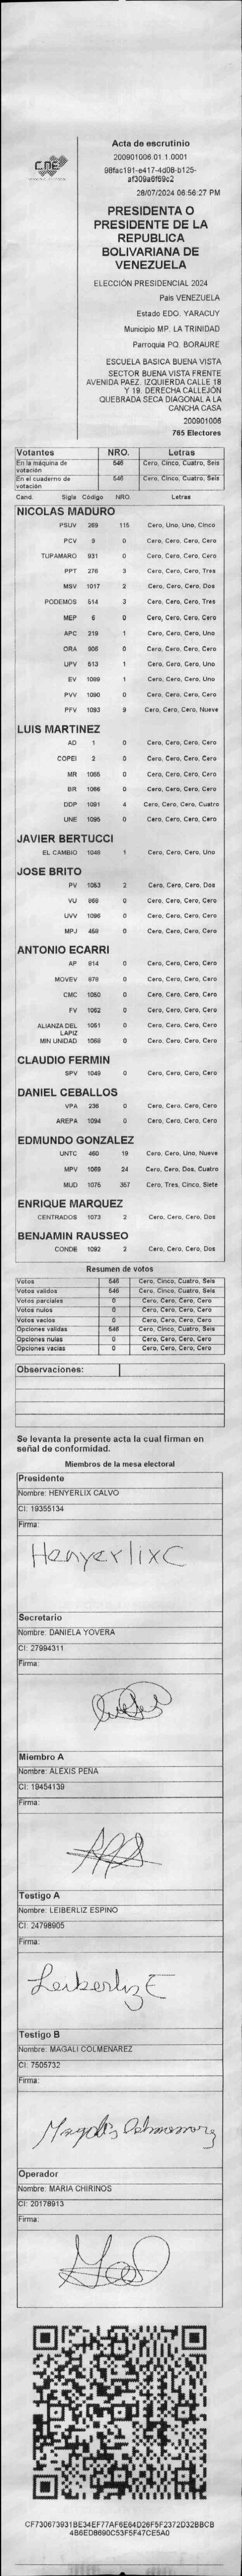 CNE
Acta de escrutinio
200901006.01.1.0001
98fac191-e417-4d08-b125-
af309a6f69c2
28/07/2024 06:56:27 PM
PRESIDENTA O
PRESIDENTE DE LA
REPUBLICA
BOLIVARIANA DE
VENEZUELA
ELECCIÓN PRESIDENCIAL 2024
País VENEZUELA
Estado EDO. YARACUY
Municipio MP. LA TRINIDAD
Parroquia PQ. BORAURE
ESCUELA BASICA BUENA VISTA
SECTOR BUENA VISTA FRENTE
AVENIDA PAEZ. IZQUIERDA CALLE 18
Y 19. DERECHA CALLEJÓN
QUEBRADA SECA DIAGONAL A LA
CANCHA CASA
200901006
765 Electores
Votantes NRO. Letras
En la máquina de votación 546 Cero, Cinco, Cuatro, Seis
En el cuaderno de votación 546 Cero, Cinco, Cuatro, Seis
Cand. Sigla Código NRO. Letras
NICOLAS MADURO
PSUV 269 115 Cero, Uno, Uno, Cinco
PCV 9 0 Cero, Cero, Cero, Cero
TUPAMARO 931 0 Cero, Cero, Cero, Cero
PPT 276 3 Cero, Cero, Cero, Tres
MSV 1017 2 Cero, Cero, Cero, Dos
PODEMOS 514 3 Cero, Cero, Cero, Tres
MEP 6 0 Cero, Cero, Cero, Cero
APC 219 1 Cero, Cero, Cero, Uno
ORA 906 0 Cero, Cero, Cero, Cero
UPV 513 1 Cero, Cero, Cero, Uno
EV 1099 1 Cero, Cero, Cero, Uno
PVV 1090 0 Cero, Cero, Cero, Cero
PFV 1093 9 Cero, Cero, Cero, Nueve
LUIS MARTINEZ
AD 1 0 Cero, Cero, Cero, Cero
COPEI 2 0 Cero, Cero, Cero, Cero
MR 1065 0 Cero, Cero, Cero, Cero
BR 1066 0 Cero, Cero, Cero, Cero
DDP 1091 4 Cero, Cero, Cero, Cuatro
UNE 1095 0 Cero, Cero, Cero, Cero
JAVIER BERTUCCI
EL CAMBIO 1048 1 Cero, Cero, Cero, Uno
JOSE BRITO
PV 1053 2 Cero, Cero, Cero, Dos
VU 868 0 Cero, Cero, Cero, Cero
UVV 1096 0 Cero, Cero, Cero, Cero
MPJ 458 0 Cero, Cero, Cero, Cero
ANTONIO ECARRI
AP 814 0 Cero, Cero, Cero, Cero
MOVEV 878 0 Cero, Cero, Cero, Cero
CMC 1050 0 Cero, Cero, Cero, Cero
FV 1062 0 Cero, Cero, Cero, Cero
ALIANZA DEL LAPIZ 1051 0 Cero, Cero, Cero, Cero
MIN UNIDAD 1068 0 Cero, Cero, Cero, Cero
CLAUDIO FERMIN
SPV 1049 0 Cero, Cero, Cero, Cero
DANIEL CEBALLOS
VPA 236 0 Cero, Cero, Cero, Cero
AREPA 1094 0 Cero, Cero, Cero, Cero
EDMUNDO GONZALEZ
UNTC 460 19 Cero, Cero, Uno, Nueve
MPV 1069 24 Cero, Cero, Dos, Cuatro
MUD 1075 357 Cero, Tres, Cinco, Siete
ENRIQUE MARQUEZ
CENTRADOS 1073 2 Cero, Cero, Cero, Dos
BENJAMIN RAUSSEO
CONDE 1092 2 Cero, Cero, Cero, Dos
Resumen de votos
Votos 546 Cero, Cinco, Cuatro, Seis
Votos validos 546 Cero, Cinco, Cuatro, Seis
Votos parciales 0 Cero, Cero, Cero, Cero
Votos nulos 0 Cero, Cero, Cero, Cero
Votos vacios 0 Cero, Cero, Cero, Cero
Opciones validas 546 Cero, Cinco, Cuatro, Seis
Opciones nulas 0 Cero, Cero, Cero, Cero
Opciones vacias 0 Cero, Cero, Cero, Cero
Observaciones:
Se levanta la presente acta la cual firman en
señal de conformidad.
Miembros de la mesa electoral
Presidente
Nombre: HENYERLIX CALVO
CI: 19355134
Firma:
Henyerlix C
Secretario
Nombre: DANIELA YOVERA
CI: 27994311
Firma:
Miembro A
Nombre: ALEXIS PEÑA
CI: 19454139
Firma:
Testigo A
Nombre: LEIBERLIZ ESPINO
CI: 24798905
Firma:
Leiberliz E
Testigo B
Nombre: MAGALI COLMENAREZ
CI: 7505732
Firma:
Operador
Nombre: MARIA CHIRINOS
CI: 20178913
Firma:
CF730673931BE34EF77AF6E64D26F5F2372D32BBCB
4B6ED8690C53F5F47CE5A0